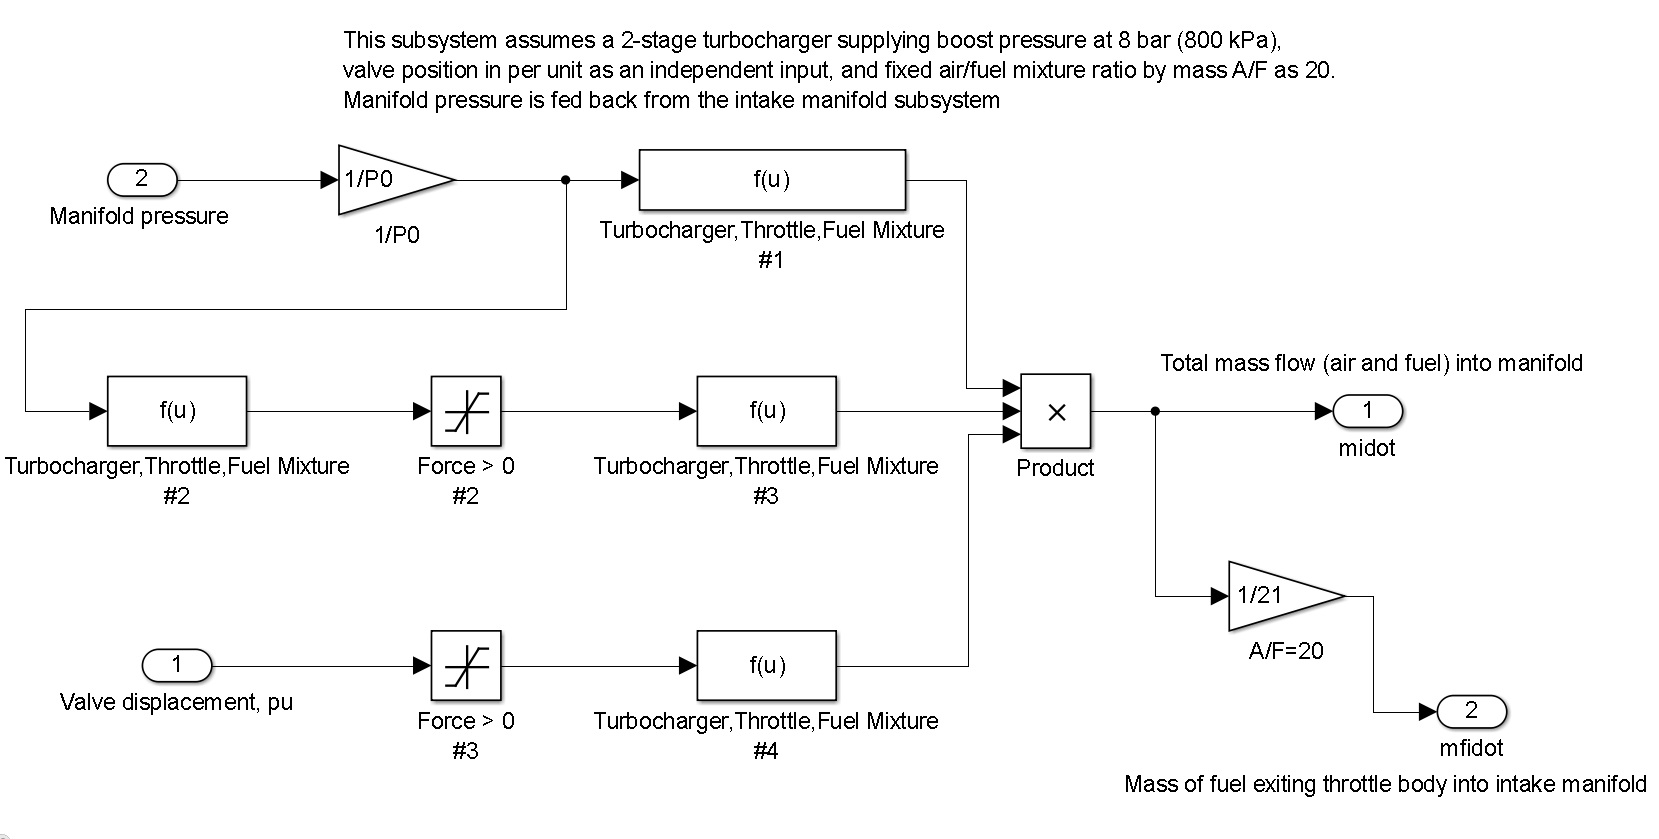 This subsystem assumes a 2-stage turbocharger supplying boost pressure at 8 bar (800 kPa),
valve position in per unit as an independent input, and fixed air/fuel mixture ratio by mass A/F as 20.
Manifold pressure is fed back from the intake manifold subsystem
2
Manifold pressure
1/P0
1/P0
f(u)
Turbocharger,Throttle,Fuel Mixture
#1
f(u)
Turbocharger,Throttle,Fuel Mixture
#2
Force > 0
#2
f(u)
Turbocharger,Throttle,Fuel Mixture
#3
×
Product
Total mass flow (air and fuel) into manifold
1
midot
1
Valve displacement, pu
Force > 0
#3
f(u)
Turbocharger,Throttle,Fuel Mixture
#4
1/21
A/F=20
2
mfidot
Mass of fuel exiting throttle body into intake manifold